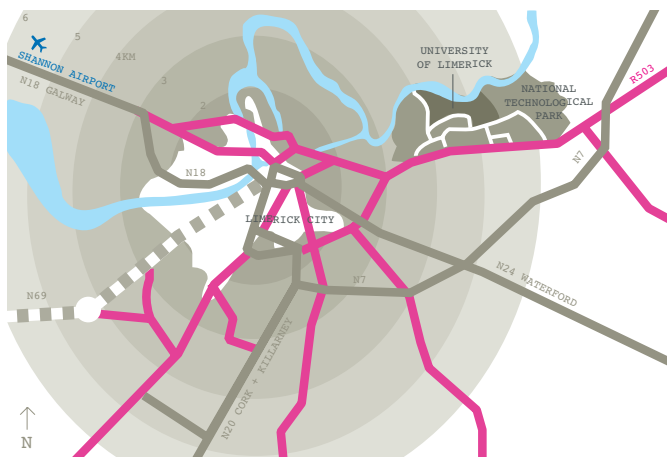 6
5
4KM
3
2
SHANNON AIRPORT
N18 GALWAY
UNIVERSITY
OF LIMERICK
NATIONAL
TECHNOLOGICAL
PARK
R503
N7
N18
LIMERICK CITY
N69
N7
N24 WATERFORD
N20 CORK + KILLARNEY
N